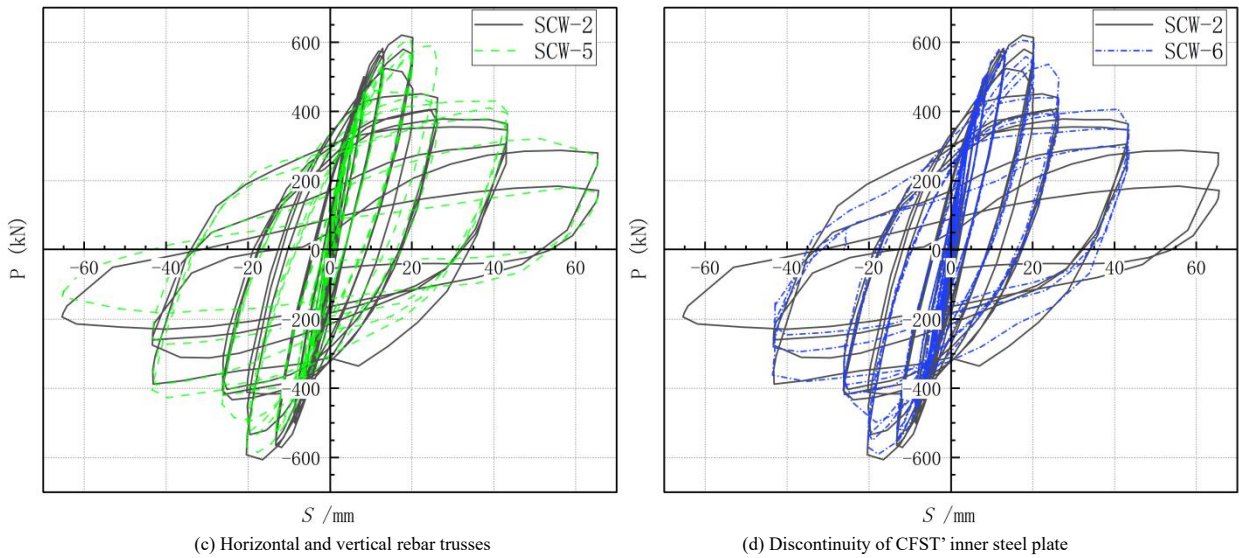 SCW-2
SCW-5
600
400
200
0
-200
-400
-600
-60
-40
-20
0
20
40
60
P (kN)
S /mm
(c) Horizontal and vertical rebar trusses
SCW-2
SCW-6
600
400
200
0
-200
-400
-600
-60
-40
-20
0
20
40
60
P (kN)
S /mm
(d) Discontinuity of CFST' inner steel plate